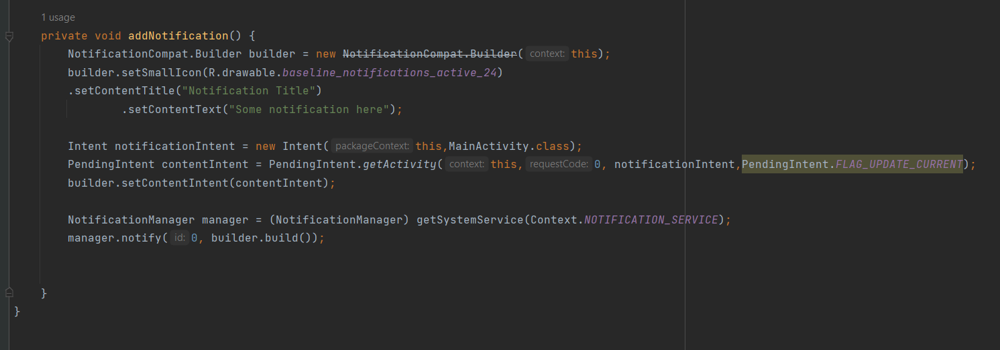 1 usage
private void addNotification() {
NotificationCompat.Builder builder = new NotificationCompat.Builder( context: this);
builder.setSmallIcon(R.drawable.baseline_notifications_active_24)
.setContentTitle("Notification Title")
.setContentText("Some notification here");
Intent notificationIntent = new Intent( packageContext: this,MainActivity.class);
PendingIntent contentIntent = PendingIntent.getActivity( context: this, requestCode: 0, notificationIntent,PendingIntent.FLAG_UPDATE_CURRENT);
builder.setContentIntent(contentIntent);
NotificationManager manager = (NotificationManager) getSystemService(Context.NOTIFICATION_SERVICE);
manager.notify( id: 0, builder.build());
}
}